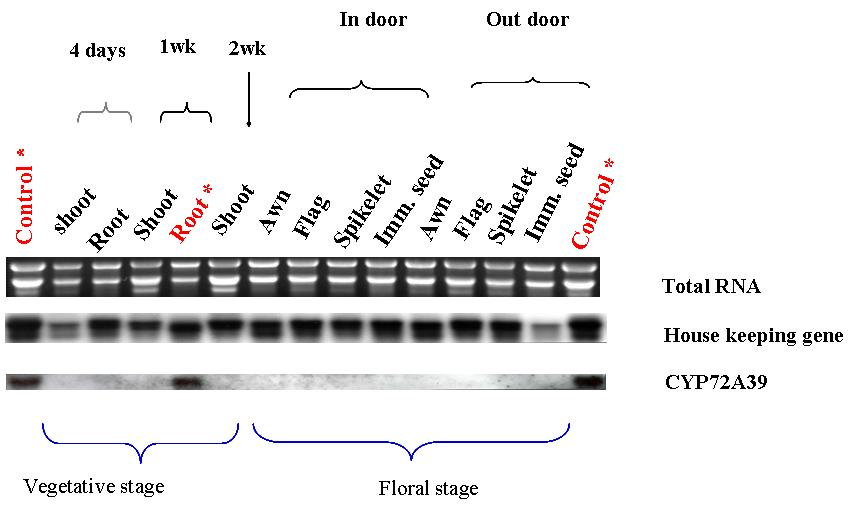 In door
Out door
4 days
1wk
2wk
Control *
shoot
Root
Shoot
Root *
Shoot
Awn
Flag
Spikelet
Imm. seed
Awn
Flag
Spikelet
Imm. seed
Control *
Total RNA
House keeping gene
CYP72A39
Vegetative stage
Floral stage